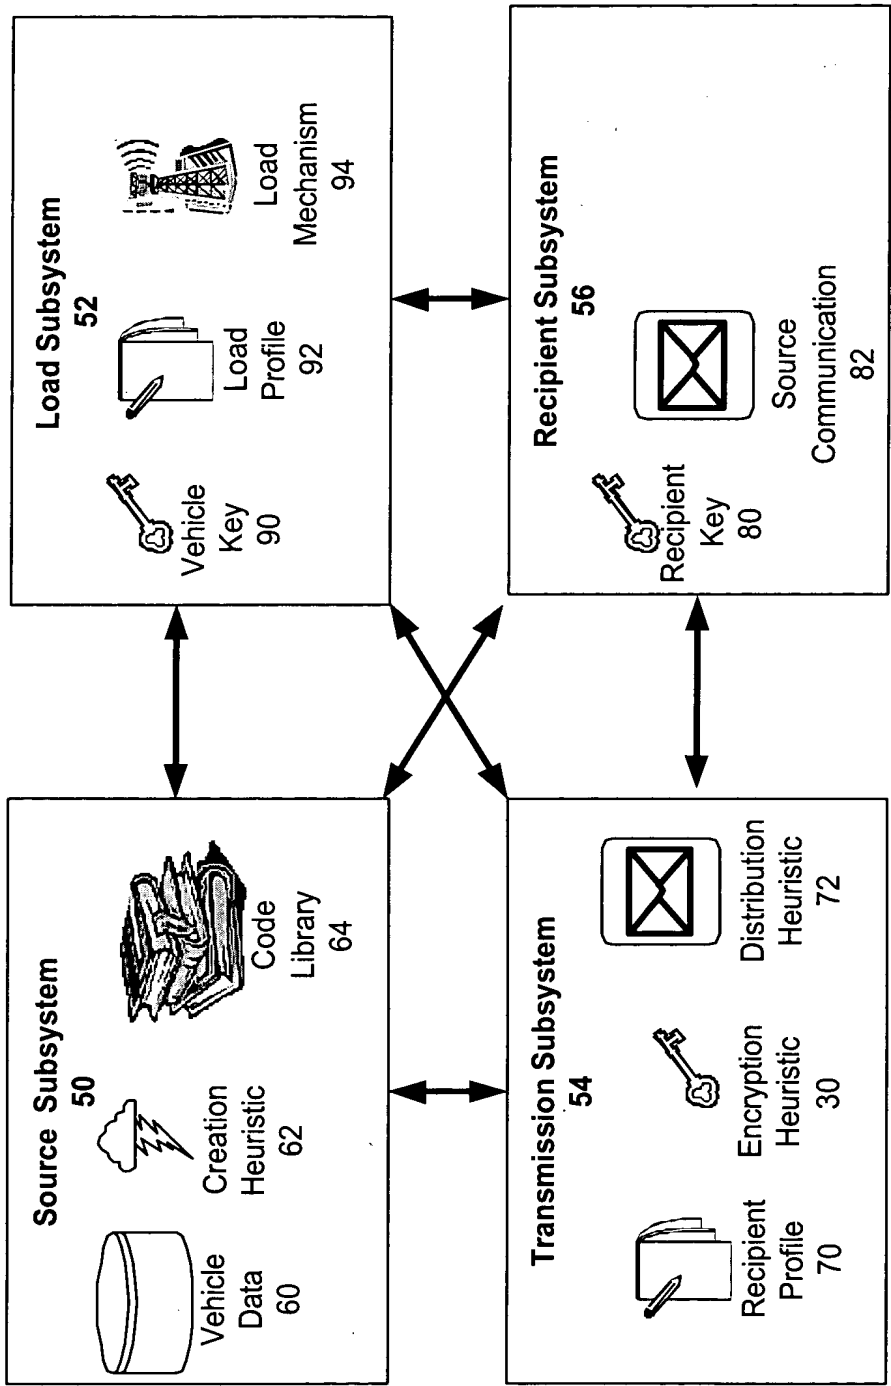 Source Subsystem
50
Vehicle
Data
60
Creation
Heuristic
62
Code
Library
64
Load Subsystem
52
Vehicle
Key
90
Load
Profile
92
Load
Mechanism
94
Transmission Subsystem
54
Recipient
Profile
70
Encryption
Heuristic
30
Distribution
Heuristic
72
Recipient Subsystem
56
Recipient
Key
80
Source
Communication
82